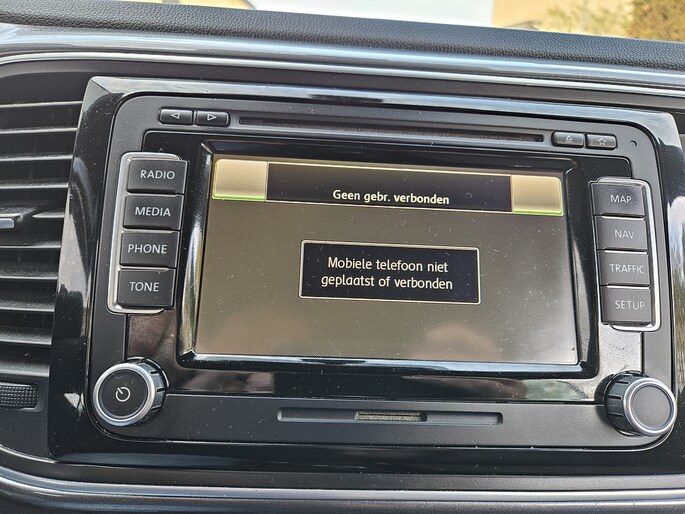 Geen gebr. verbonden
RADIO
MEDIA
PHONE
TONE
Mobiele telefoon niet
geplaatst of verbonden
MAP
NAV
TRAFFIC
SETUP